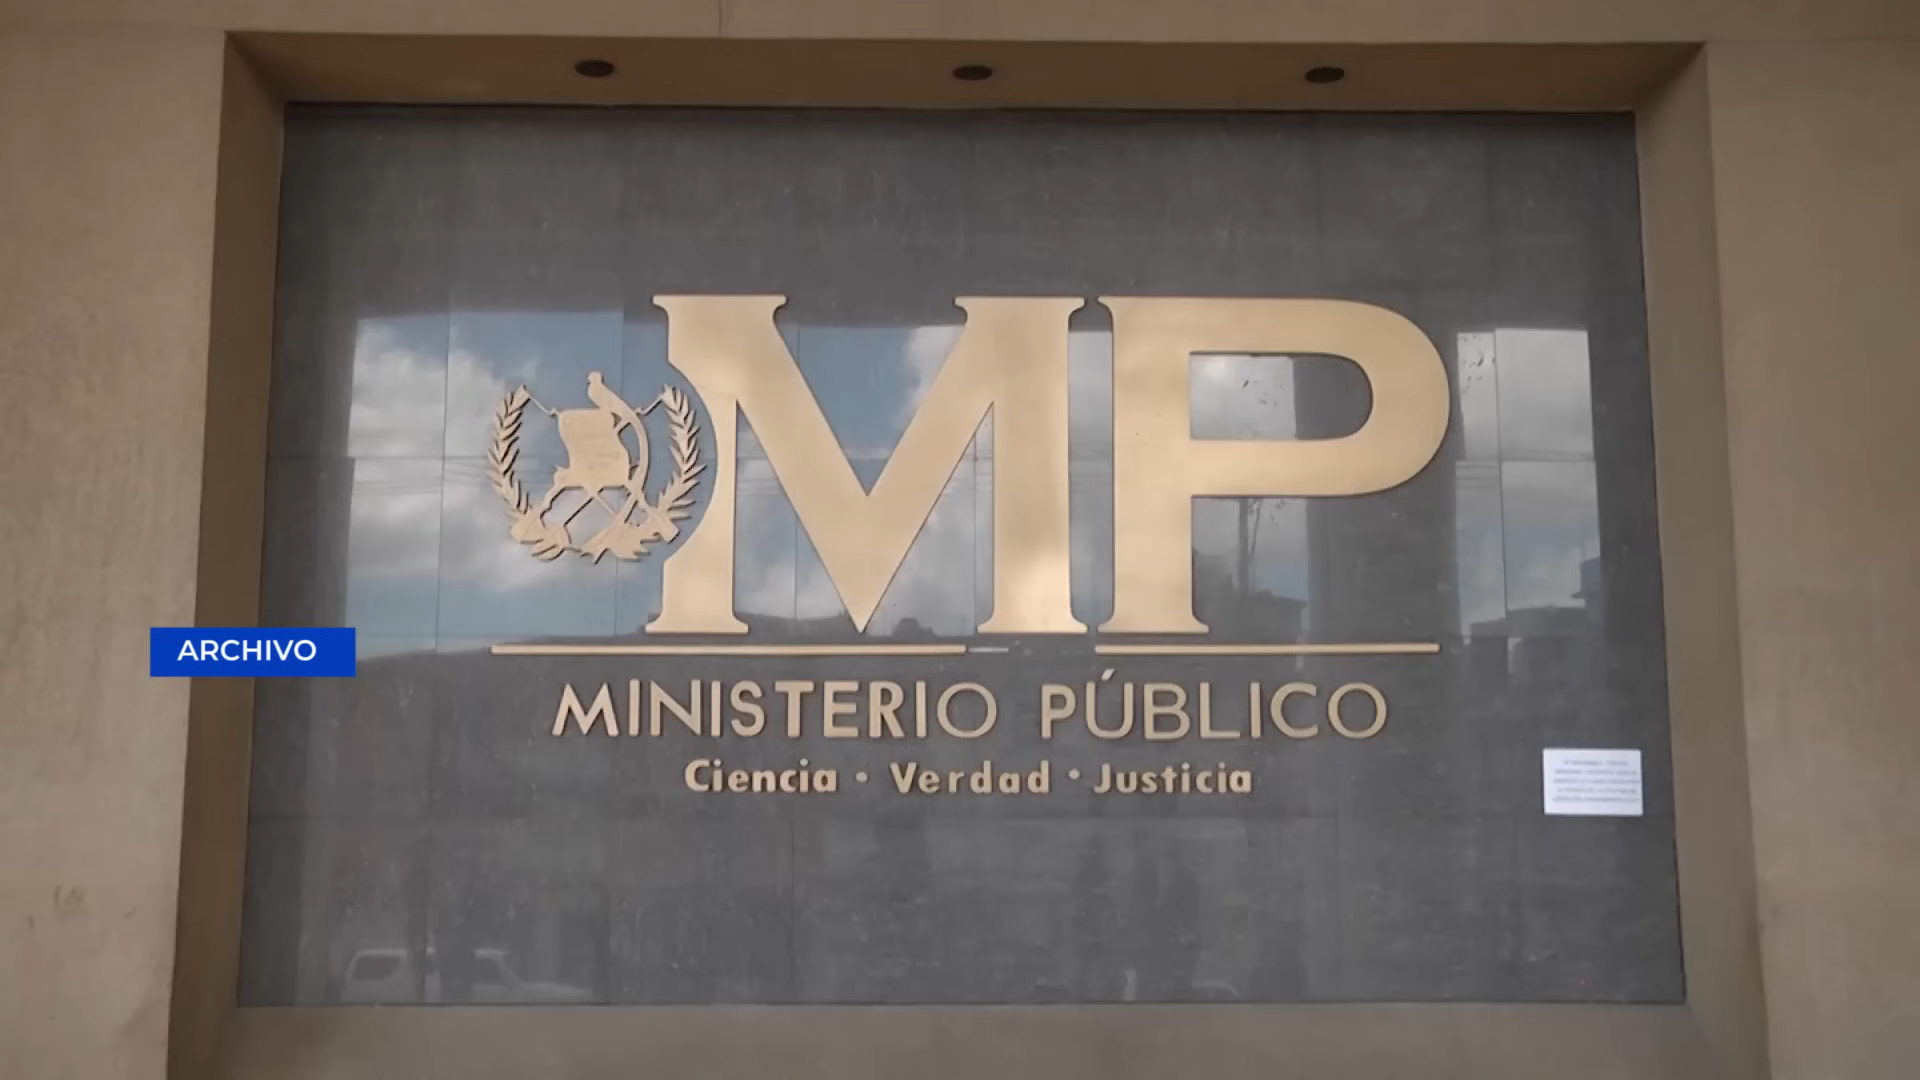 MP
ARCHIVO
MINISTERIO PÚBLICO
Ciencia • Verdad • Justicia